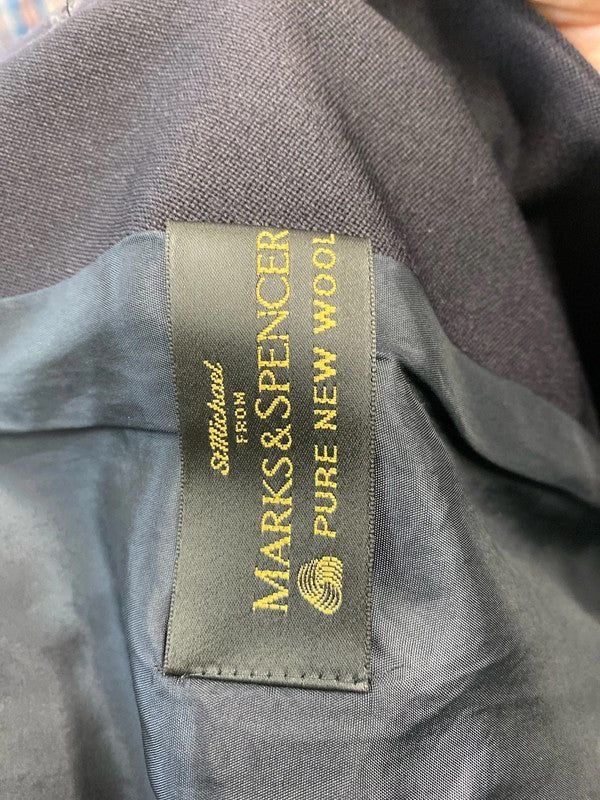 St Michael
FROM
MARKS & SPENCER
PURE NEW WOOL